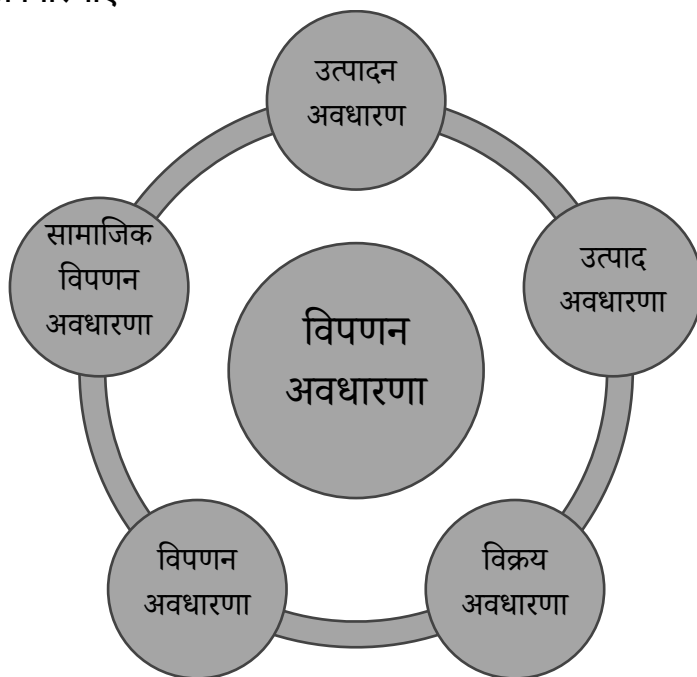 उत्पादन
अवधारण
उत्पाद
अवधारणा
विक्रय
अवधारणा
विपणन
अवधारणा
सामाजिक
विपणन
अवधारणा
विपणन
अवधारणा